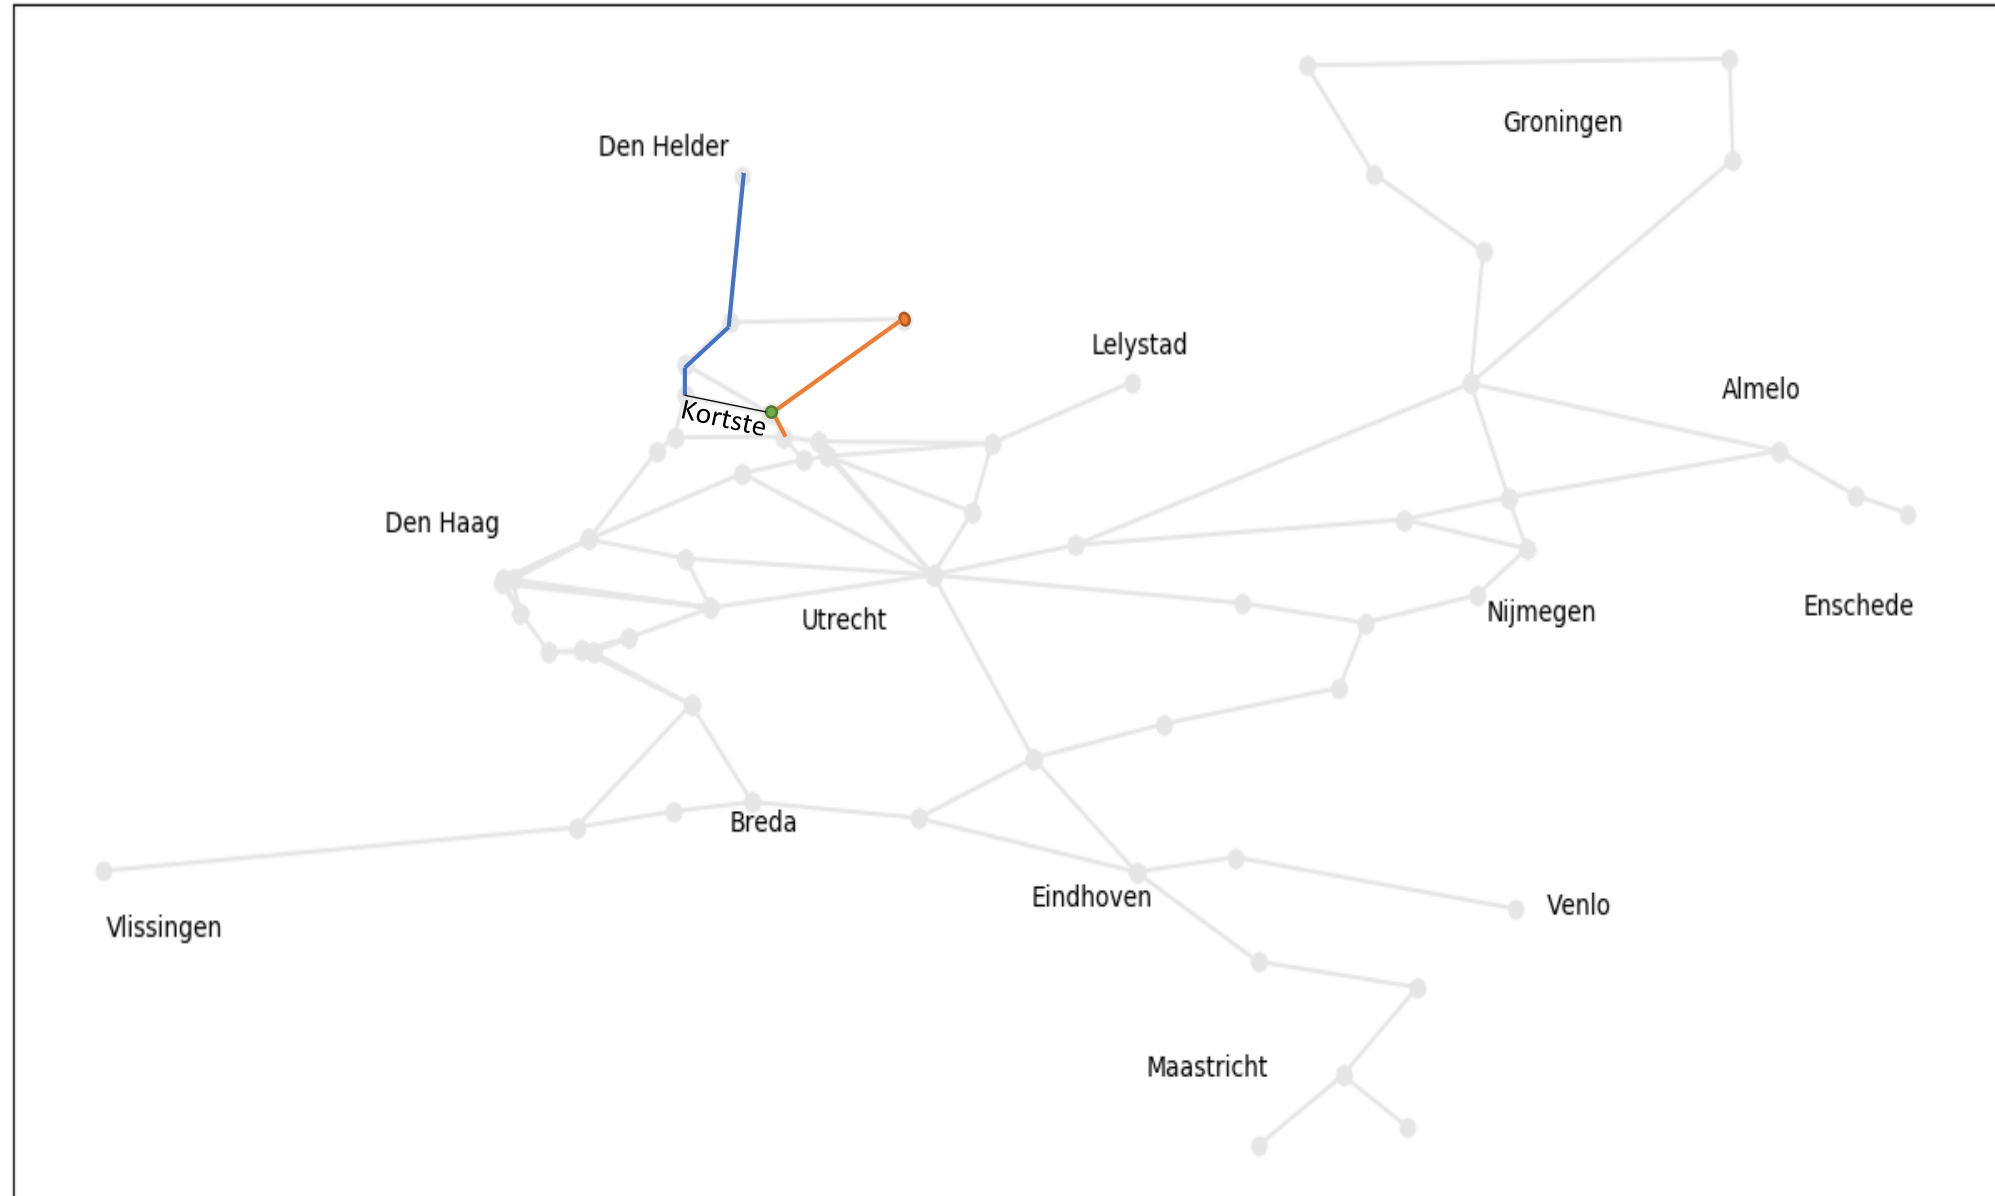 Groningen
Den Helder
Lelystad
Almelo
Kortste
Den Haag
Utrecht
Nijmegen
Enschede
Breda
Eindhoven
Venlo
Vlissingen
Maastricht